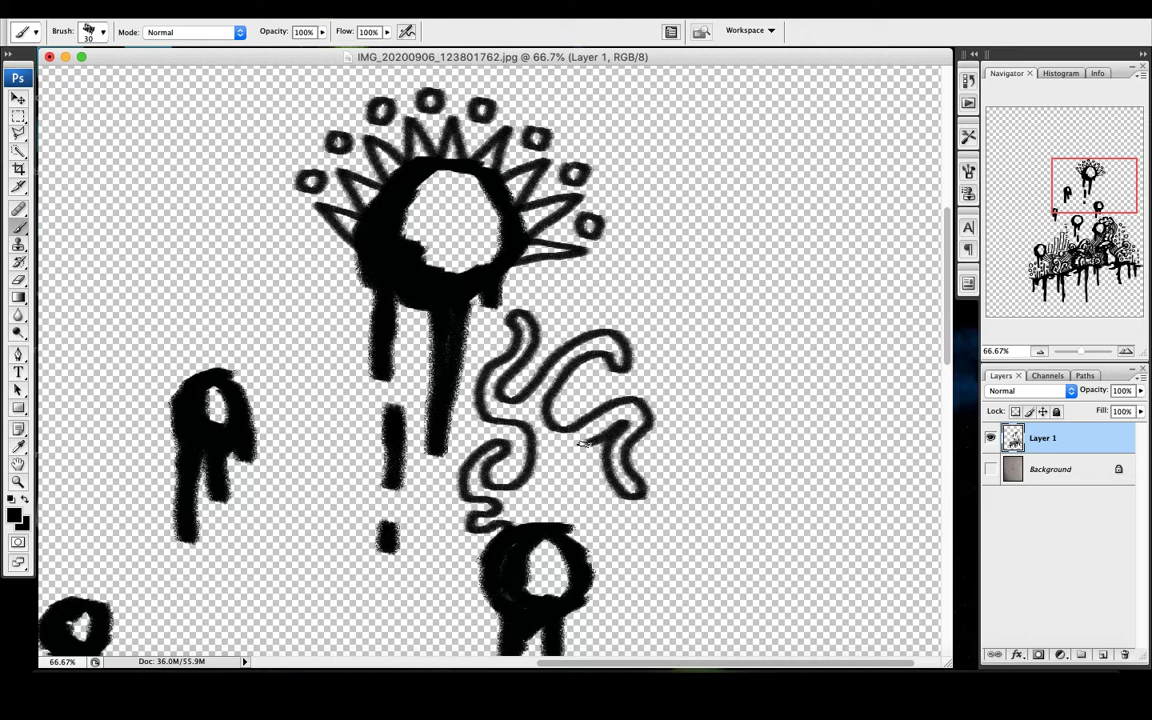 Brush: 30 Mode: Normal Opacity: 100% Flow: 100% Workspace
IMG_20200906_123801762.jpg @ 66.7% (Layer 1, RGB/8)
Ps
T
A
Navigator x Histogram Info
66.67%
Layers x Channels Paths
Normal Opacity: 100%
Lock: Fill: 100%
Layer 1
Background
fx
66.67% Doc: 36.0M/55.9M